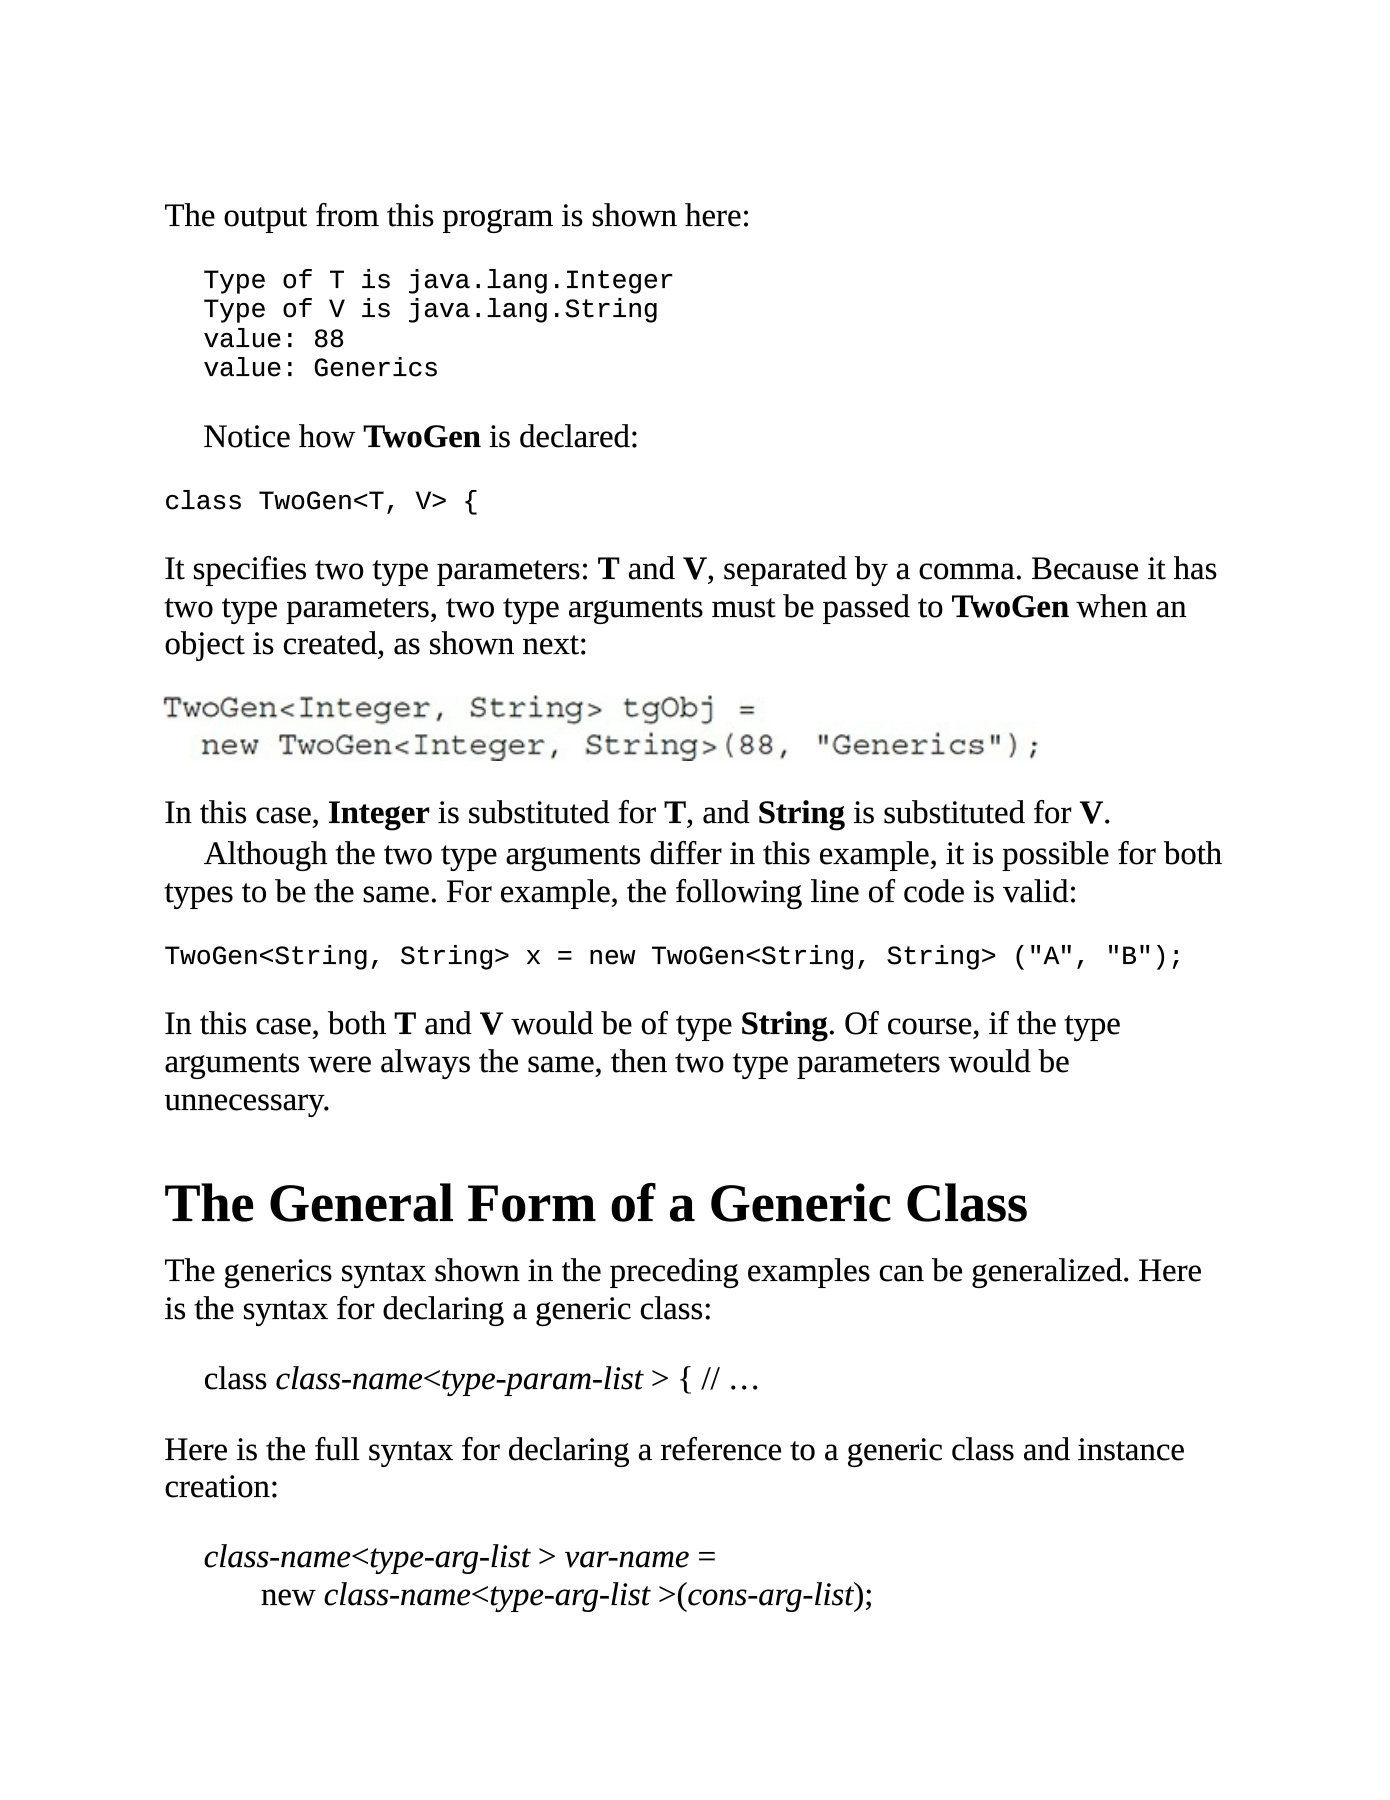 The output from this program is shown here:
Type of T is java.lang.Integer
Type of V is java.lang.String
value: 88
value: Generics
Notice how TwoGen is declared:
class TwoGen<T, V> {
It specifies two type parameters: T and V, separated by a comma. Because it has
two type parameters, two type arguments must be passed to TwoGen when an
object is created, as shown next:
TwoGen<Integer, String> tgObj =
new TwoGen<Integer, String>(88, "Generics");
In this case, Integer is substituted for T, and String is substituted for V.
Although the two type arguments differ in this example, it is possible for both
types to be the same. For example, the following line of code is valid:
TwoGen<String, String> x = new TwoGen<String, String> ("A", "B");
In this case, both T and V would be of type String. Of course, if the type
arguments were always the same, then two type parameters would be
unnecessary.
The General Form of a Generic Class
The generics syntax shown in the preceding examples can be generalized. Here
is the syntax for declaring a generic class:
class class-name<type-param-list > { // …
Here is the full syntax for declaring a reference to a generic class and instance
creation:
class-name<type-arg-list > var-name =
new class-name<type-arg-list >(cons-arg-list);